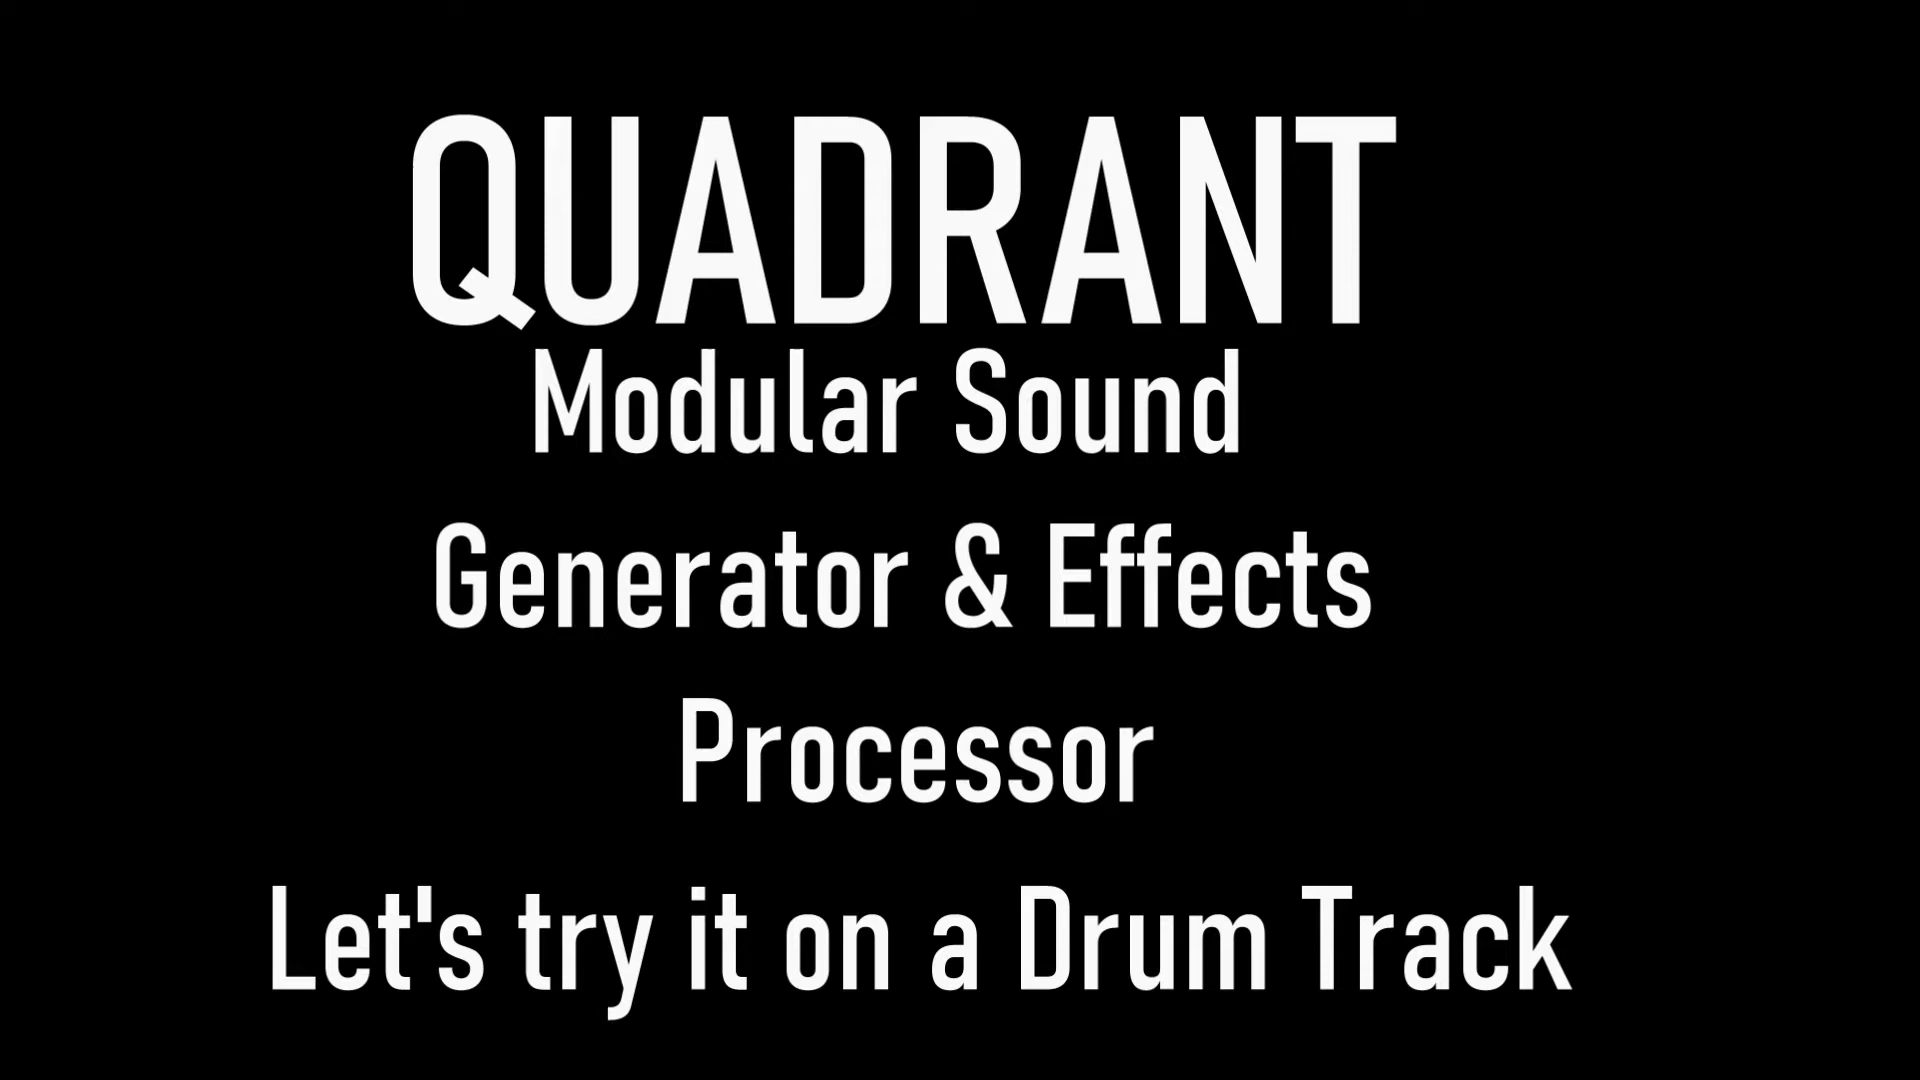 QUADRANT
Modular Sound
Generator & Effects
Processor
Let's try it on a Drum Track